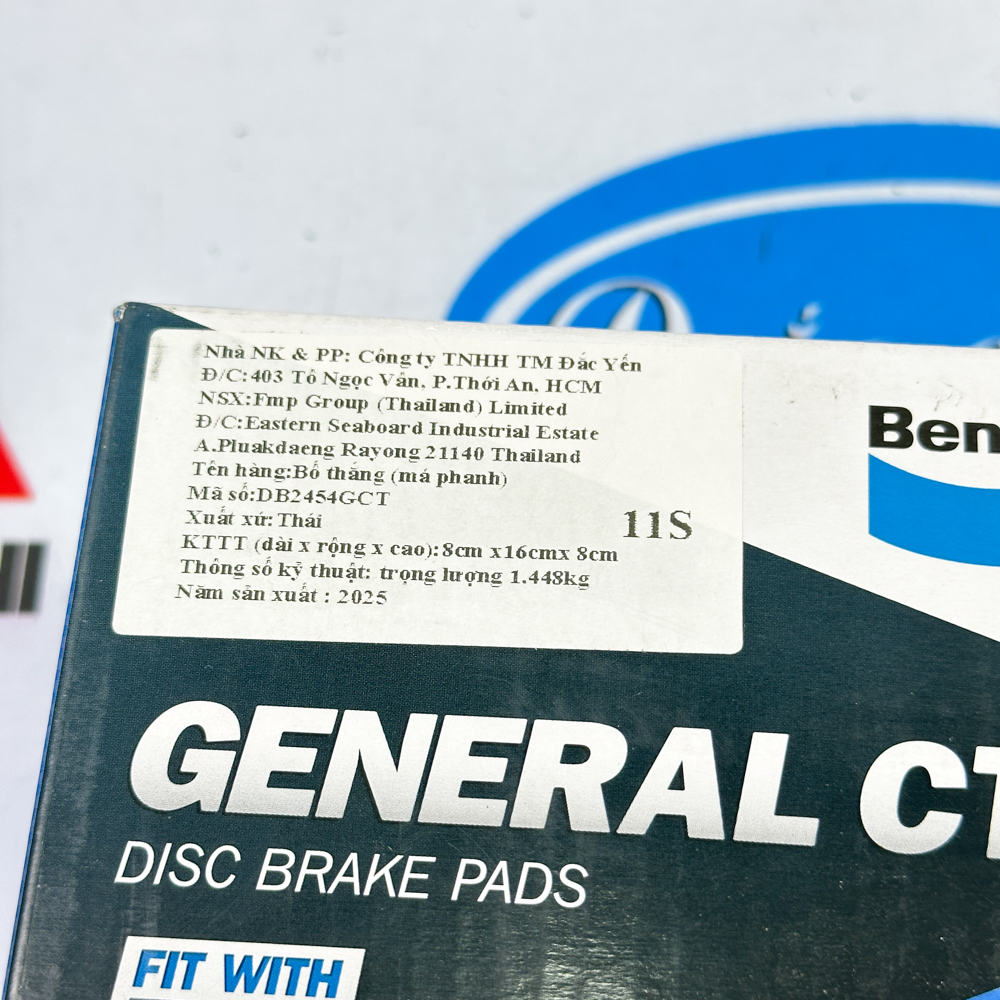 Nhà NK & PP: Công ty TNHH TM Đắc Yến
Đ/C:403 Tô Ngọc Vân, P.Thới An, HCM
NSX:Fmp Group (Thailand) Limited
Đ/C:Eastern Seaboard Industrial Estate
A.Pluakdaeng Rayong 21140 Thailand
Tên hàng:Bố thắng (má phanh)
Mã số:DB2454GCT
Xuất xứ: Thái
11S
KTTT (dài x rộng x cao):8cm x16cmx 8cm
Thông số kỹ thuật: trọng lượng 1.448kg
Năm sản xuất : 2025
Ben
GENERAL CT
DISC BRAKE PADS
FIT WITH